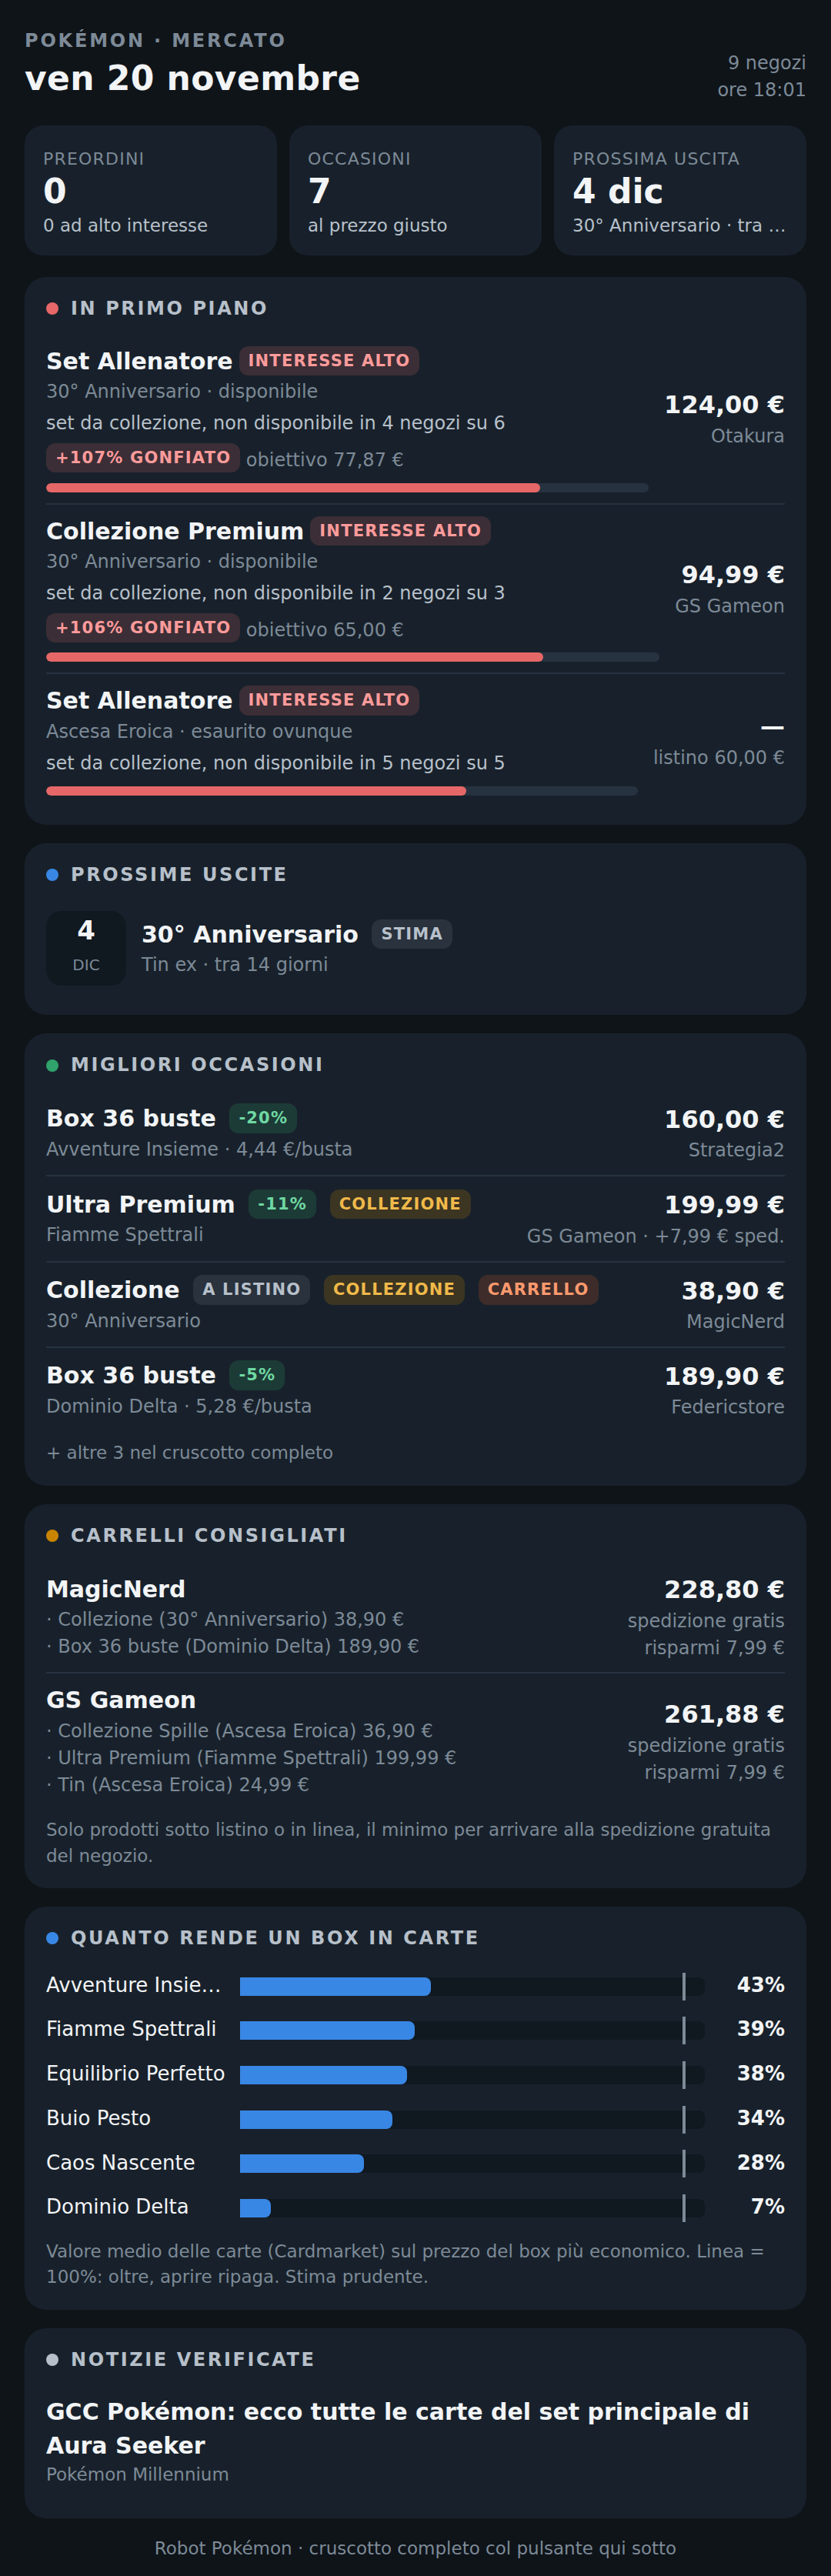 POKÉMON · MERCATO
ven 20 novembre
9 negozi
ore 18:01
PREORDINI
0
0 ad alto interesse
OCCASIONI
7
al prezzo giusto
PROSSIMA USCITA
4 dic
30° Anniversario · tra …
IN PRIMO PIANO
Set Allenatore INTERESSE ALTO
30° Anniversario · disponibile
set da collezione, non disponibile in 4 negozi su 6
+107% GONFIATO obiettivo 77,87 €
124,00 €
Otakura
Collezione Premium INTERESSE ALTO
30° Anniversario · disponibile
set da collezione, non disponibile in 2 negozi su 3
+106% GONFIATO obiettivo 65,00 €
94,99 €
GS Gameon
Set Allenatore INTERESSE ALTO
Ascesa Eroica · esaurito ovunque
set da collezione, non disponibile in 5 negozi su 5
—
listino 60,00 €
PROSSIME USCITE
4
DIC
30° Anniversario STIMA
Tin ex · tra 14 giorni
MIGLIORI OCCASIONI
Box 36 buste -20%
Avventure Insieme · 4,44 €/busta
160,00 €
Strategia2
Ultra Premium -11% COLLEZIONE
Fiamme Spettrali
199,99 €
GS Gameon · +7,99 € sped.
Collezione A LISTINO COLLEZIONE CARRELLO
30° Anniversario
38,90 €
MagicNerd
Box 36 buste -5%
Dominio Delta · 5,28 €/busta
189,90 €
Federicstore
+ altre 3 nel cruscotto completo
CARRELLI CONSIGLIATI
MagicNerd
· Collezione (30° Anniversario) 38,90 €
· Box 36 buste (Dominio Delta) 189,90 €
228,80 €
spedizione gratis
risparmi 7,99 €
GS Gameon
· Collezione Spille (Ascesa Eroica) 36,90 €
· Ultra Premium (Fiamme Spettrali) 199,99 €
· Tin (Ascesa Eroica) 24,99 €
261,88 €
spedizione gratis
risparmi 7,99 €
Solo prodotti sotto listino o in linea, il minimo per arrivare alla spedizione gratuita
del negozio.
QUANTO RENDE UN BOX IN CARTE
Avventure Insie… 43%
Fiamme Spettrali 39%
Equilibrio Perfetto 38%
Buio Pesto 34%
Caos Nascente 28%
Dominio Delta 7%
Valore medio delle carte (Cardmarket) sul prezzo del box più economico. Linea =
100%: oltre, aprire ripaga. Stima prudente.
NOTIZIE VERIFICATE
GCC Pokémon: ecco tutte le carte del set principale di
Aura Seeker
Pokémon Millennium
Robot Pokémon · cruscotto completo col pulsante qui sotto